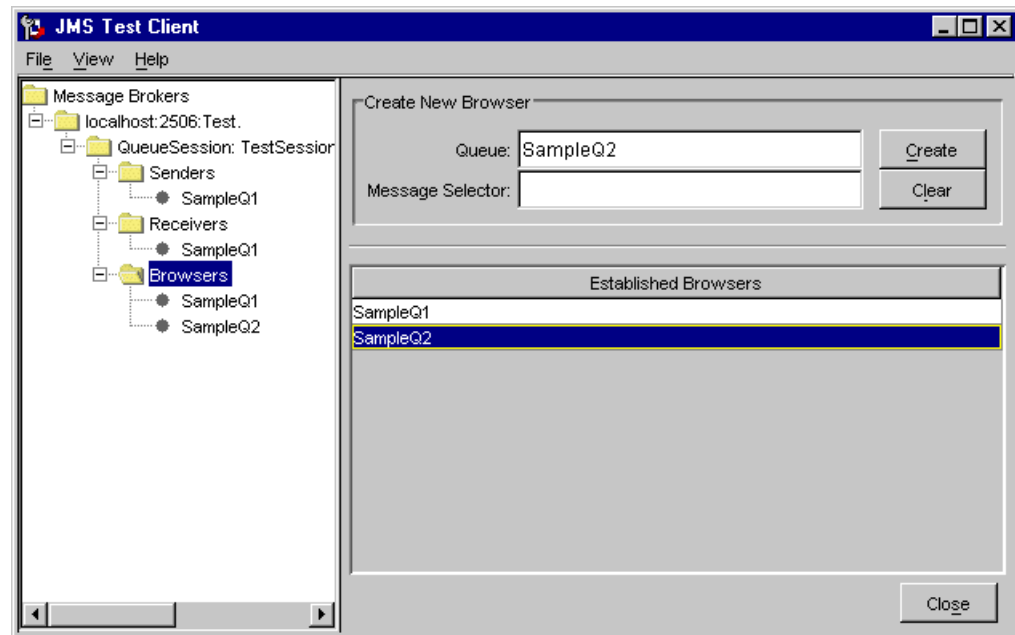 JMS Test Client
File View Help
Message Brokers
localhost:2506:Test.
QueueSession: TestSession
Senders
SampleQ1
Receivers
SampleQ1
Browsers
SampleQ1
SampleQ2
Create New Browser
Queue: SampleQ2 Create
Message Selector: Clear
Established Browsers
SampleQ1
SampleQ2
Close